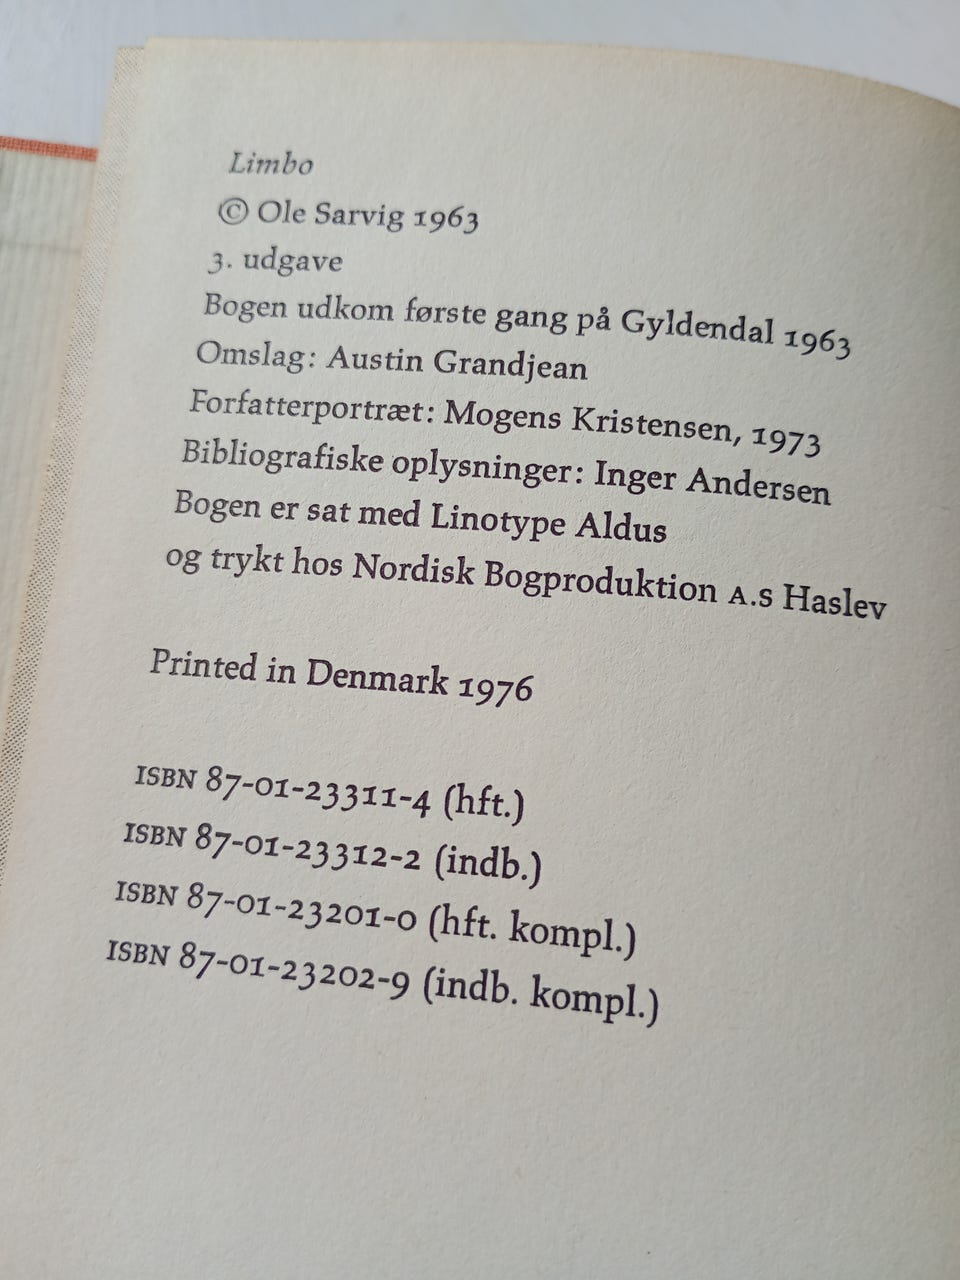 Limbo
© Ole Sarvig 1963
3. udgave
Bogen udkom første gang på Gyldendal 1963
Omslag: Austin Grandjean
Forfatterportræt: Mogens Kristensen, 1973
Bibliografiske oplysninger: Inger Andersen
Bogen er sat med Linotype Aldus
og trykt hos Nordisk Bogproduktion A.S Haslev
Printed in Denmark 1976
ISBN 87-01-23311-4 (hft.)
ISBN 87-01-23312-2 (indb.)
ISBN 87-01-23201-0 (hft. kompl.)
ISBN 87-01-23202-9 (indb. kompl.)